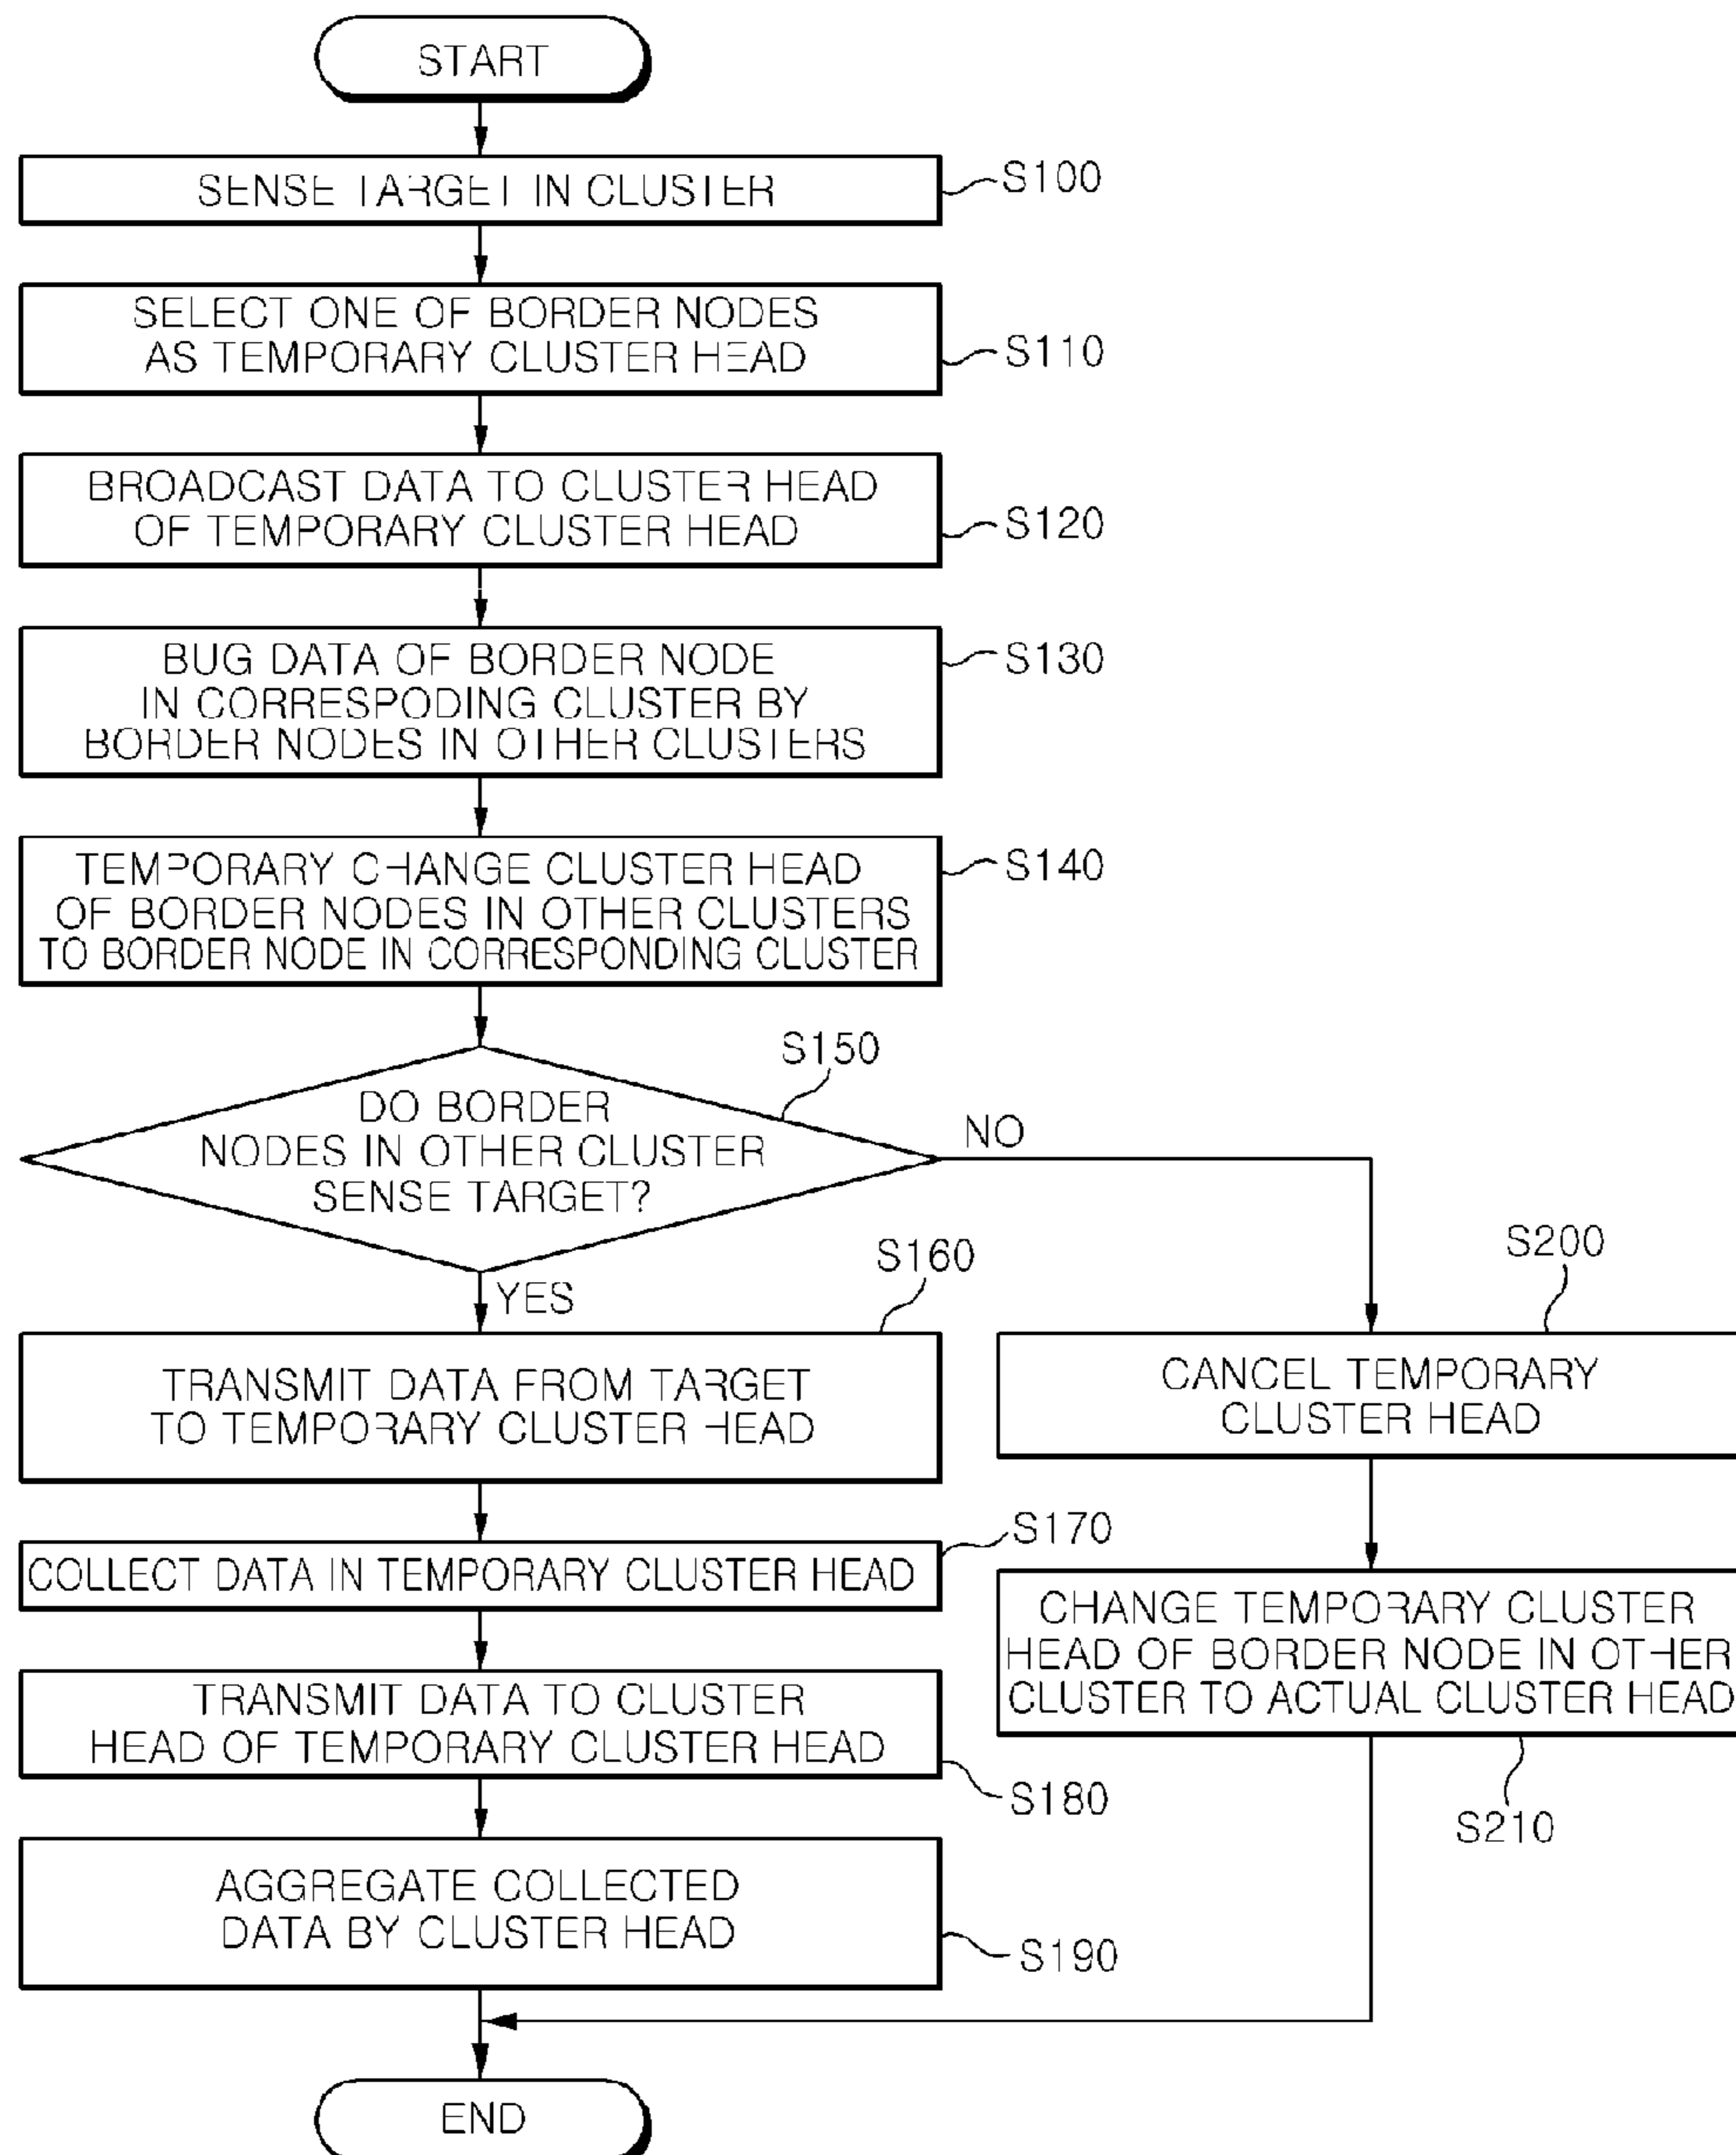 START
SENSE TARGET IN CLUSTER
S100
SELECT ONE OF BORDER NODES
AS TEMPORARY CLUSTER HEAD
S110
BROADCAST DATA TO CLUSTER HEAD
OF TEMPORARY CLUSTER HEAD
S120
BUG DATA OF BORDER NODE
IN CORRESPODING CLUSTER BY
BORDER NODES IN OTHER CLUSTERS
S130
TEMPORARY CHANGE CLUSTER HEAD
OF BORDER NODES IN OTHER CLUSTERS
TO BORDER NODE IN CORRESPONDING CLUSTER
S140
S150
DO BORDER
NODES IN OTHER CLUSTER
SENSE TARGET?
NO
YES
S160
TRANSMIT DATA FROM TARGET
TO TEMPORARY CLUSTER HEAD
S200
CANCEL TEMPORARY
CLUSTER HEAD
S170
COLLECT DATA IN TEMPORARY CLUSTER HEAD
CHANGE TEMPORARY CLUSTER
HEAD OF BORDER NODE IN OTHER
CLUSTER TO ACTUAL CLUSTER HEAD
S210
TRANSMIT DATA TO CLUSTER
HEAD OF TEMPORARY CLUSTER HEAD
S180
AGGREGATE COLLECTED
DATA BY CLUSTER HEAD
S190
END